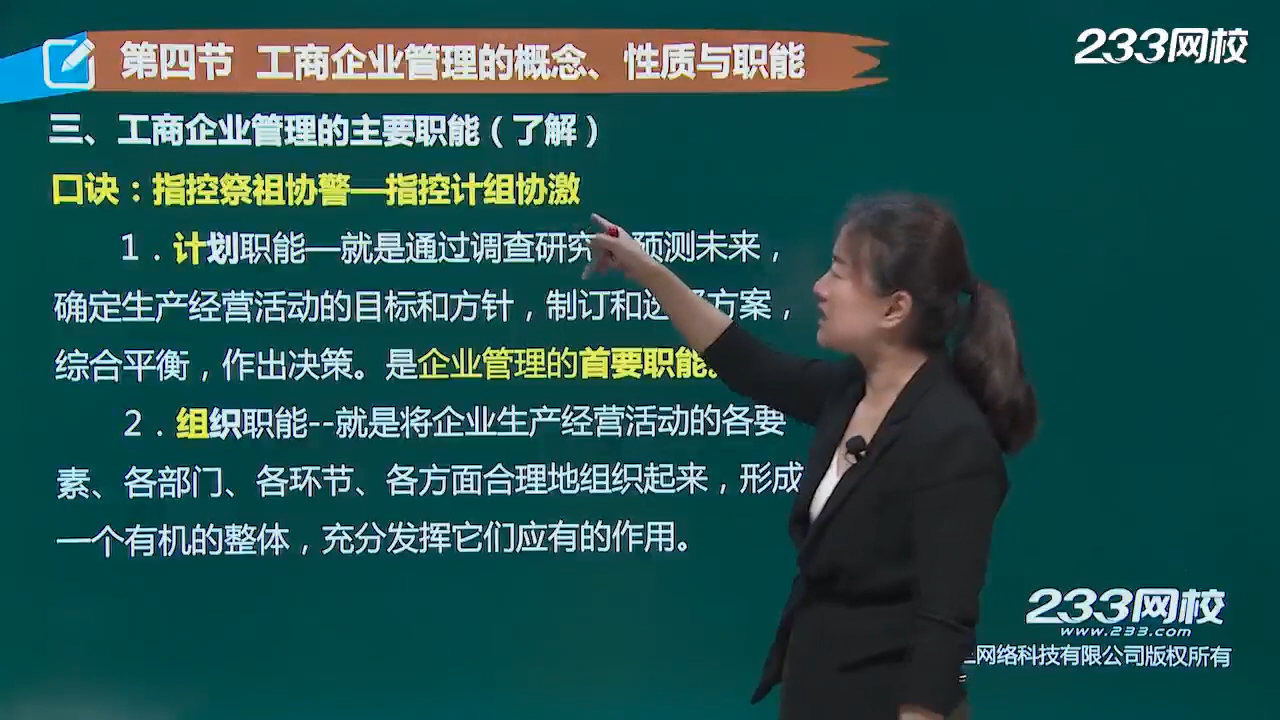 第四节 工商企业管理的概念、性质与职能
233网校
三、工商企业管理的主要职能（了解）
口诀：指控祭祖协警—指控计组协激
1．计划职能—就是通过调查研究 预测未来，
确定生产经营活动的目标和方针，制订和选 方案，
综合平衡，作出决策。是企业管理的首要职能。
2．组织职能--就是将企业生产经营活动的各要
素、各部门、各环节、各方面合理地组织起来，形成
一个有机的整体，充分发挥它们应有的作用。
233网校
www.233.com
网络科技有限公司版权所有